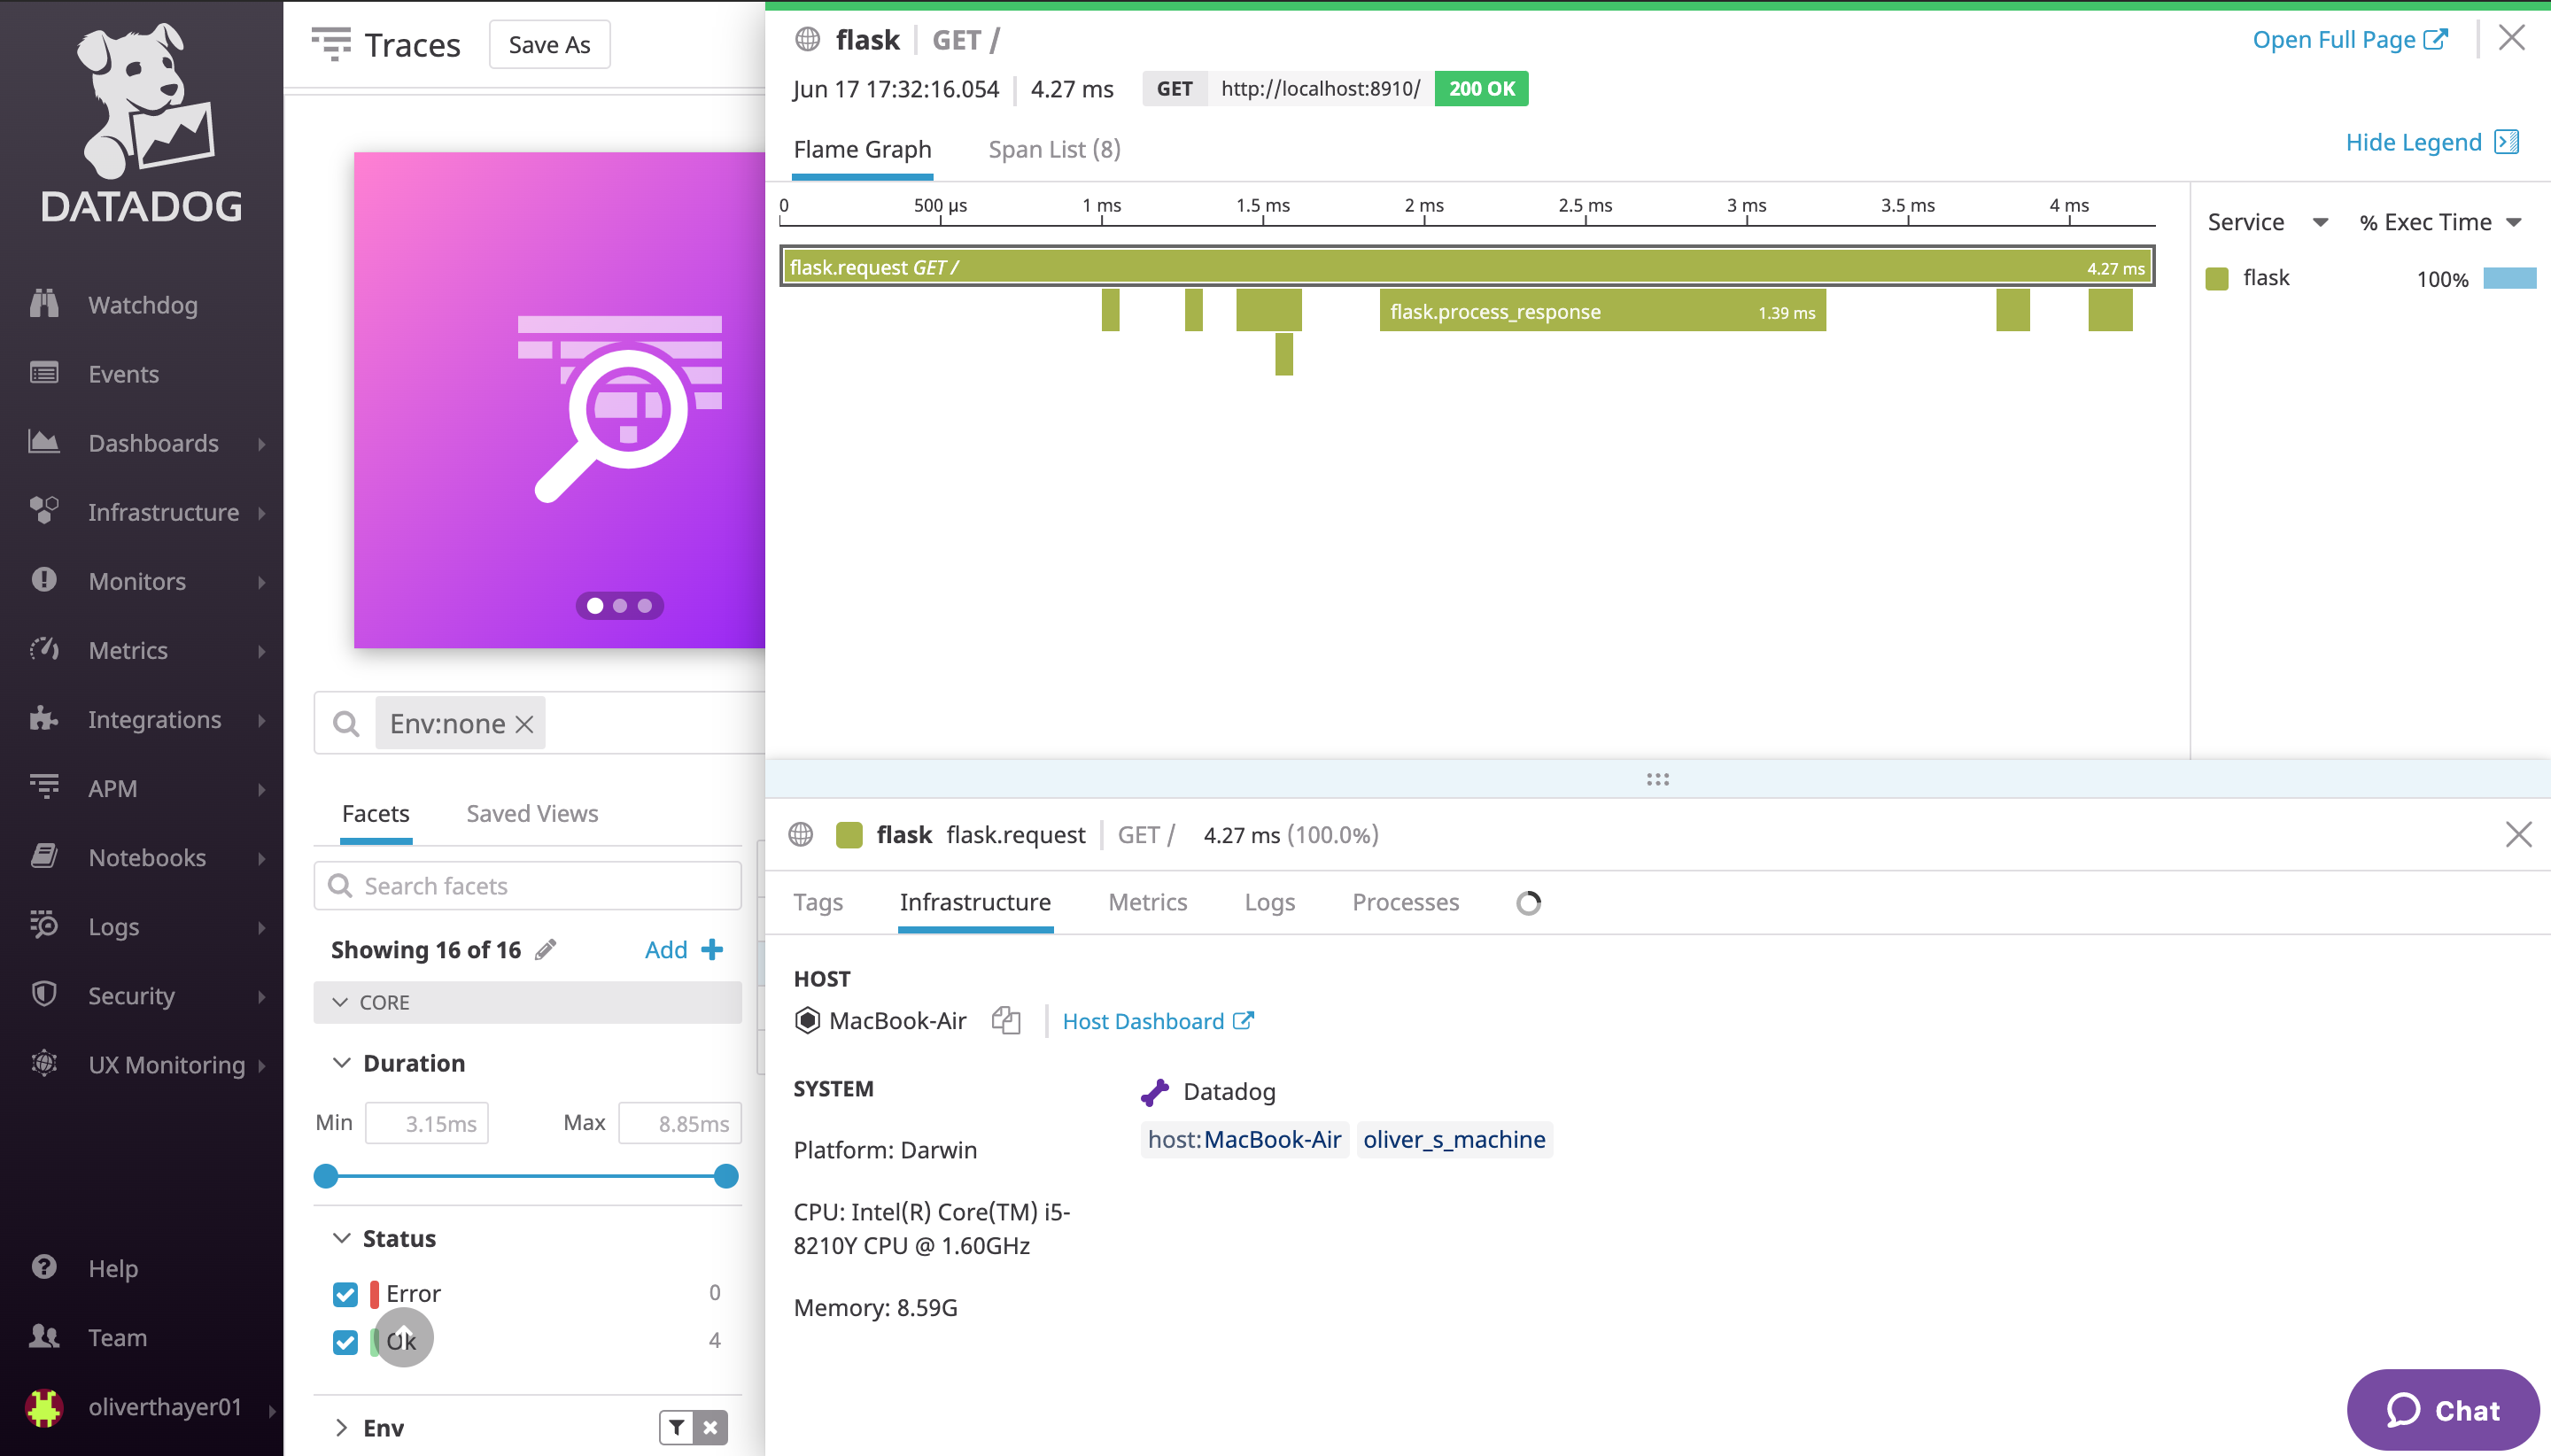 DATADOG
Watchdog
Events
Dashboards
Infrastructure
Monitors
Metrics
Integrations
APM
Notebooks
Logs
Security
UX Monitoring
Help
Team
oliverthayer01
Traces
Save As
Env:none
Facets
Saved Views
Search facets
Showing 16 of 16
Add
CORE
Duration
Min 3.15ms Max 8.85ms
Status
Error 0
Ok 4
Env
flask GET /
Open Full Page
Jun 17 17:32:16.054 4.27 ms GET http://localhost:8910/ 200 OK
Flame Graph Span List (8)
Hide Legend
0 500 µs 1 ms 1.5 ms 2 ms 2.5 ms 3 ms 3.5 ms 4 ms
flask.request GET / 4.27 ms
flask.process_response 1.39 ms
Service % Exec Time
flask 100%
flask flask.request GET / 4.27 ms (100.0%)
Tags Infrastructure Metrics Logs Processes
HOST
MacBook-Air Host Dashboard
SYSTEM
Platform: Darwin
CPU: Intel(R) Core(TM) i5-
8210Y CPU @ 1.60GHz
Memory: 8.59G
Datadog
host:MacBook-Air oliver_s_machine
Chat